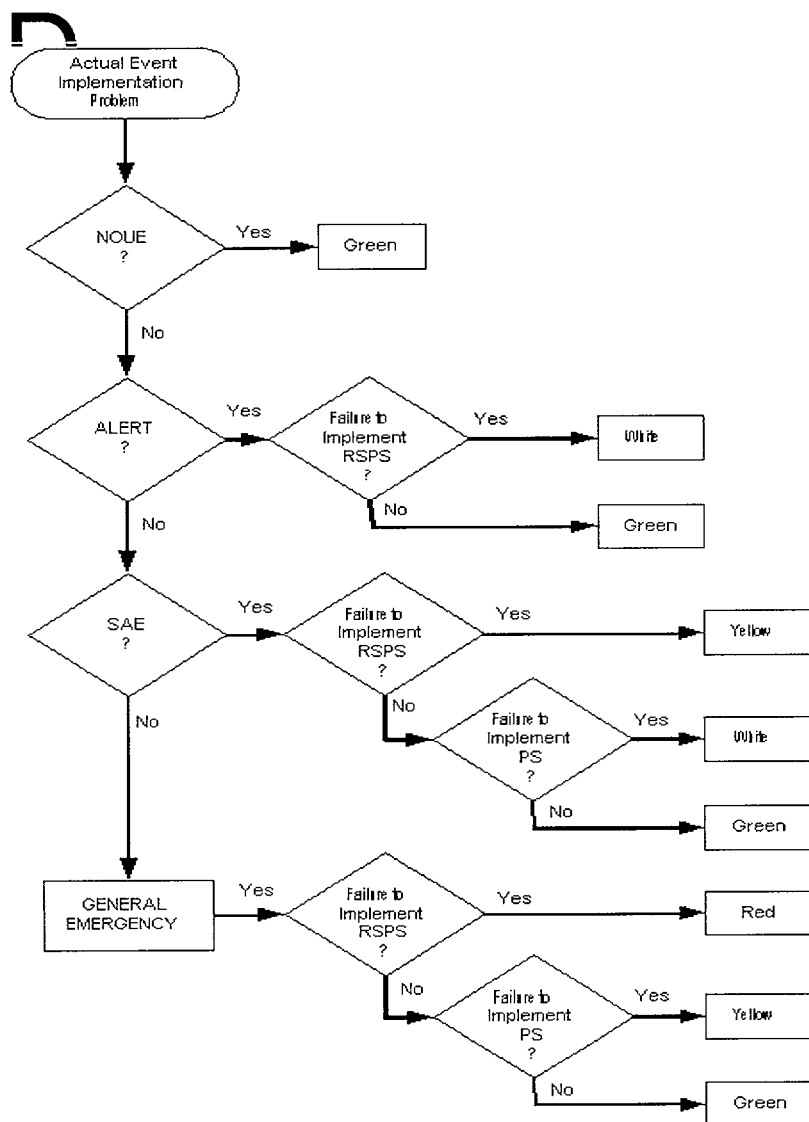 Actual Event
Implementation
Problem
NOUE
?
Yes
Green
No
ALERT
?
Yes
Failure to
Implement
RSPS
?
Yes
White
No
Green
No
SAE
?
Yes
Failure to
Implement
RSPS
?
Yes
Yellow
No
Failure to
Implement
PS
?
Yes
White
No
Green
No
GENERAL
EMERGENCY
Yes
Failure to
Implement
RSPS
?
Yes
Red
No
Failure to
Implement
PS
?
Yes
Yellow
No
Green